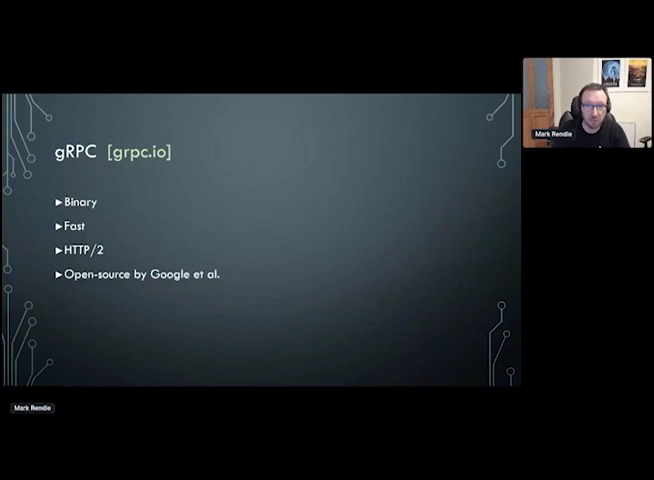 gRPC [grpc.io]
►Binary
►Fast
►HTTP/2
►Open-source by Google et al.
Mark Rendle
Mark Rendle